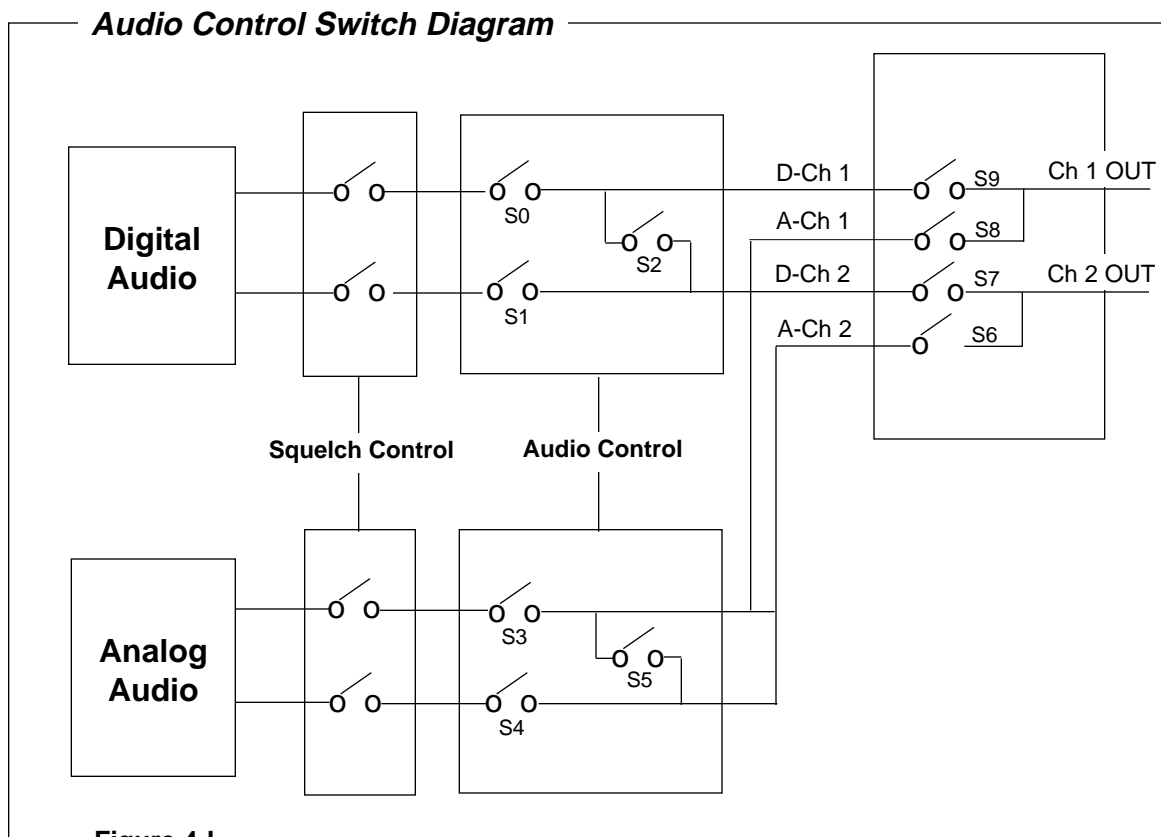 Audio Control Switch Diagram
Digital
Audio
S0
S1
S2
D-Ch 1
A-Ch 1
D-Ch 2
A-Ch 2
S9
S8
S7
S6
Ch 1 OUT
Ch 2 OUT
Squelch Control
Audio Control
Analog
Audio
S3
S4
S5